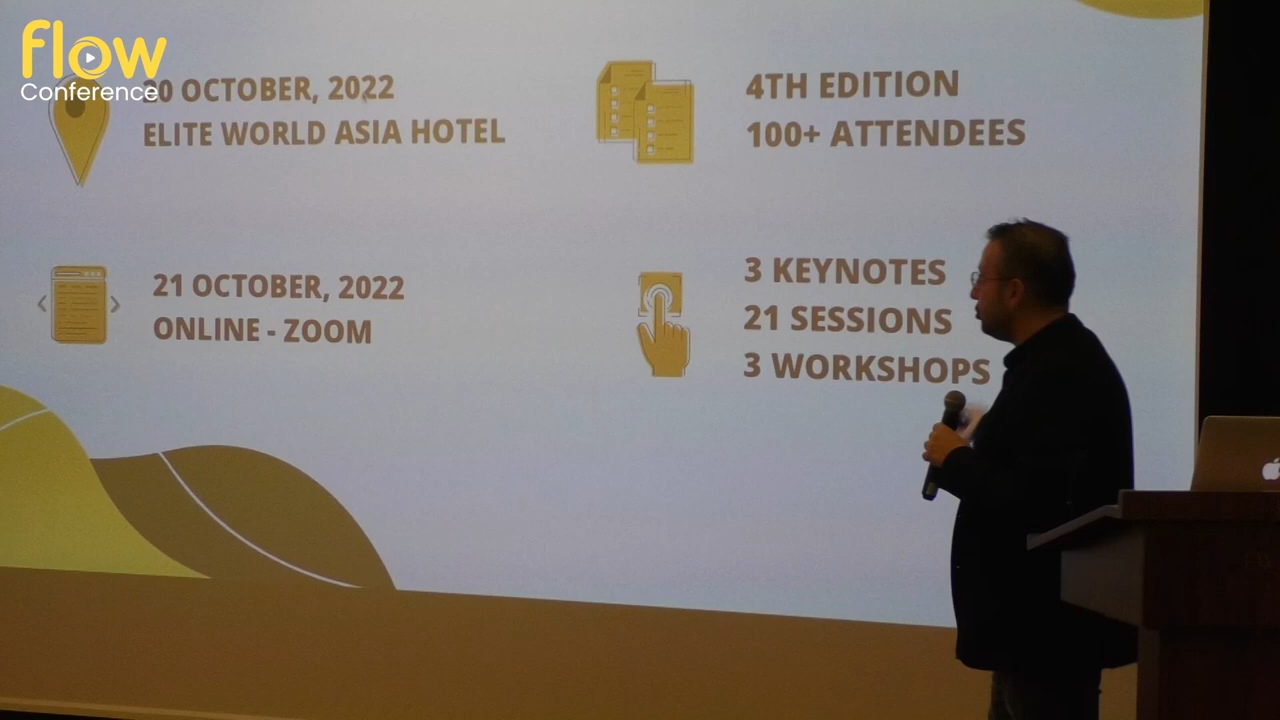 flow
Conference
20 OCTOBER, 2022
ELITE WORLD ASIA HOTEL
4TH EDITION
100+ ATTENDEES
21 OCTOBER, 2022
ONLINE - ZOOM
3 KEYNOTES
21 SESSIONS
3 WORKSHOPS